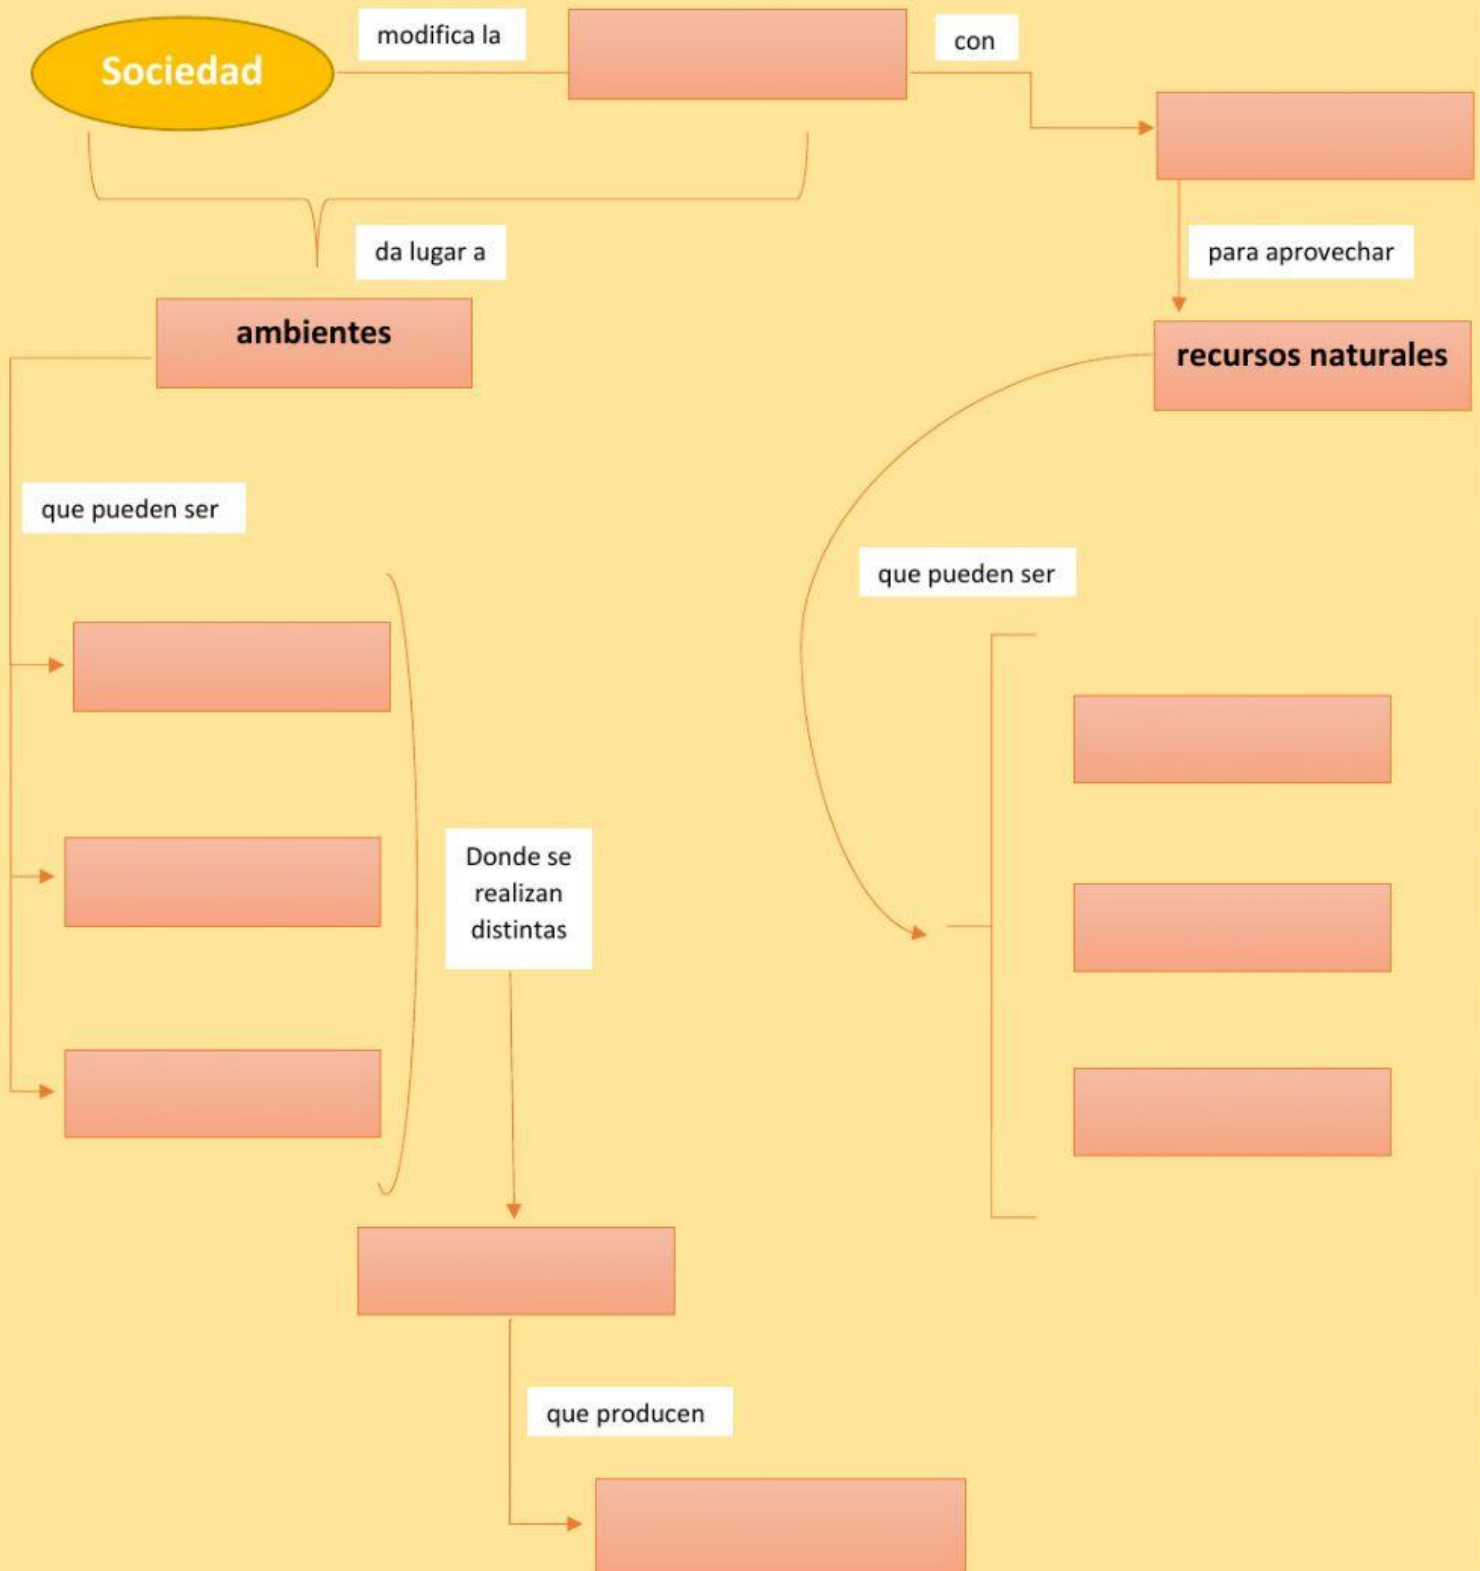 Sociedad
modifica la
con
da lugar a
para aprovechar
ambientes
recursos naturales
que pueden ser
que pueden ser
Donde se
realizan
distintas
que producen